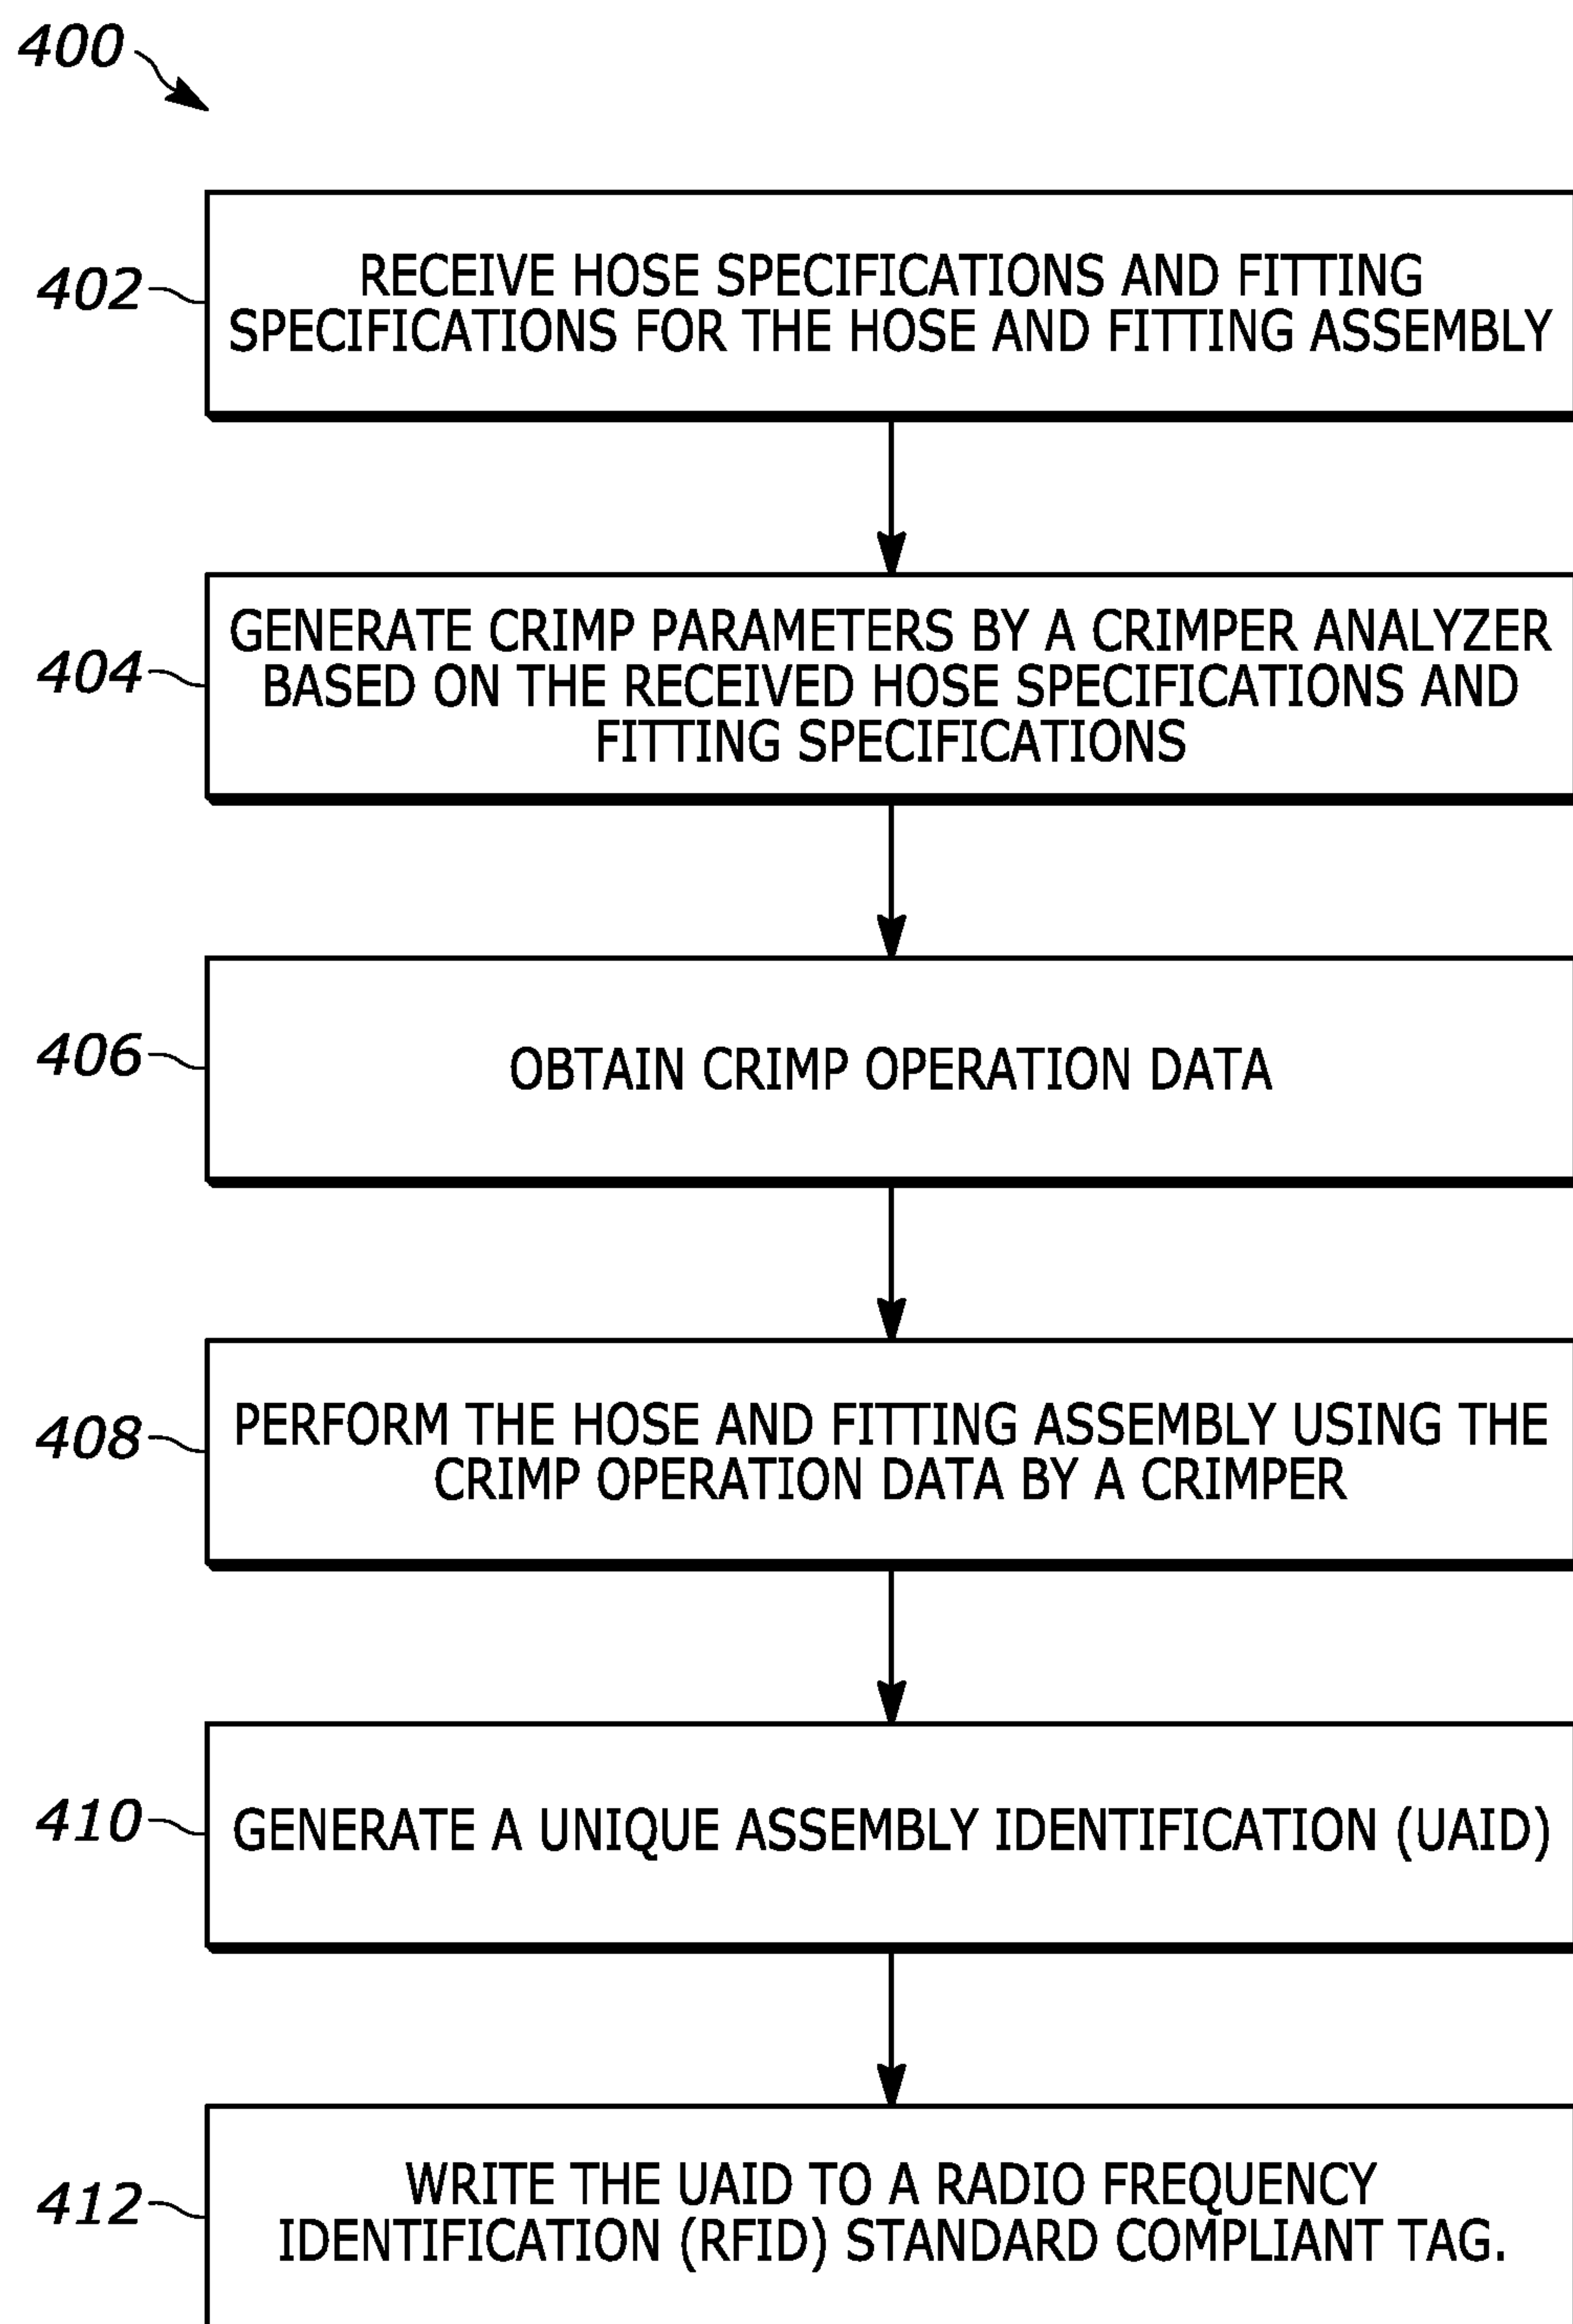 400
402
RECEIVE HOSE SPECIFICATIONS AND FITTING
SPECIFICATIONS FOR THE HOSE AND FITTING ASSEMBLY
404
GENERATE CRIMP PARAMETERS BY A CRIMPER ANALYZER
BASED ON THE RECEIVED HOSE SPECIFICATIONS AND
FITTING SPECIFICATIONS
406
OBTAIN CRIMP OPERATION DATA
408
PERFORM THE HOSE AND FITTING ASSEMBLY USING THE
CRIMP OPERATION DATA BY A CRIMPER
410
GENERATE A UNIQUE ASSEMBLY IDENTIFICATION (UAID)
412
WRITE THE UAID TO A RADIO FREQUENCY
IDENTIFICATION (RFID) STANDARD COMPLIANT TAG.